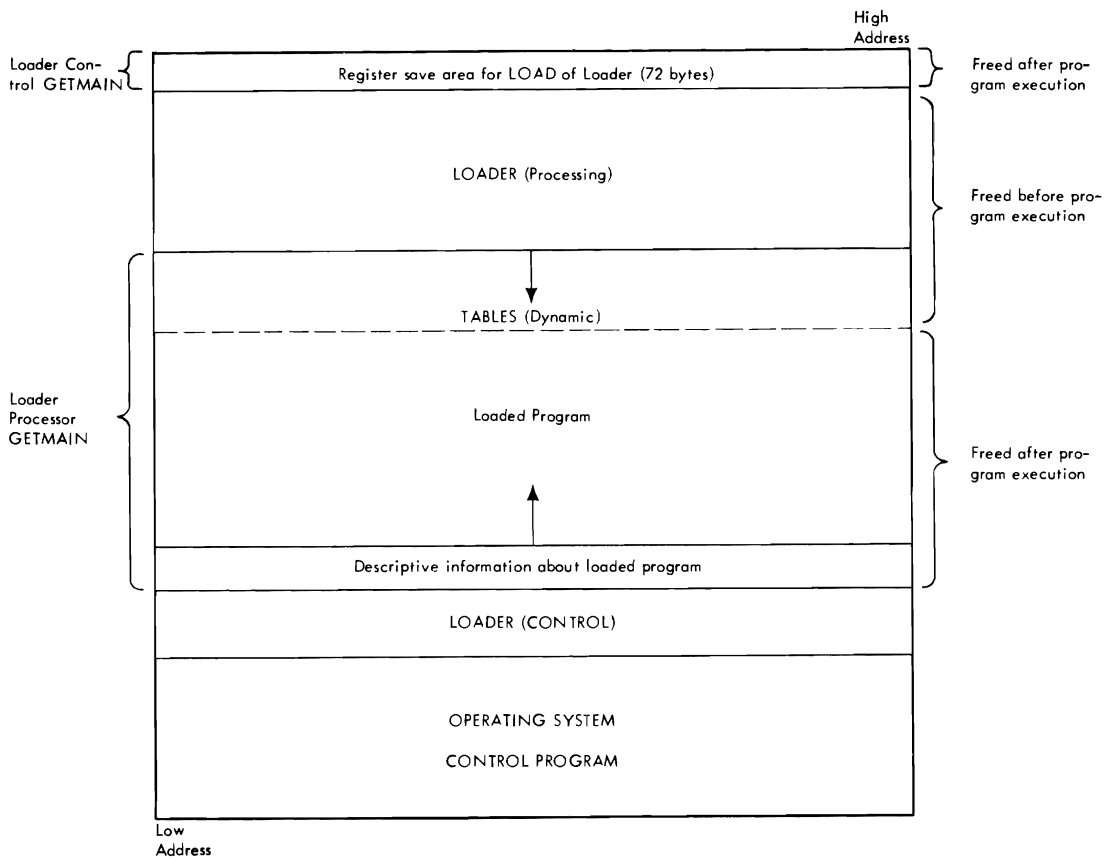 High
Address
Loader Con-
trol GETMAIN
Register save area for LOAD of Loader (72 bytes)
Freed after pro-
gram execution
LOADER (Processing)
Freed before pro-
gram execution
TABLES (Dynamic)
Loader
Processor
GETMAIN
Loaded Program
Freed after pro-
gram execution
Descriptive information about loaded program
LOADER (CONTROL)
OPERATING SYSTEM
CONTROL PROGRAM
Low
Address